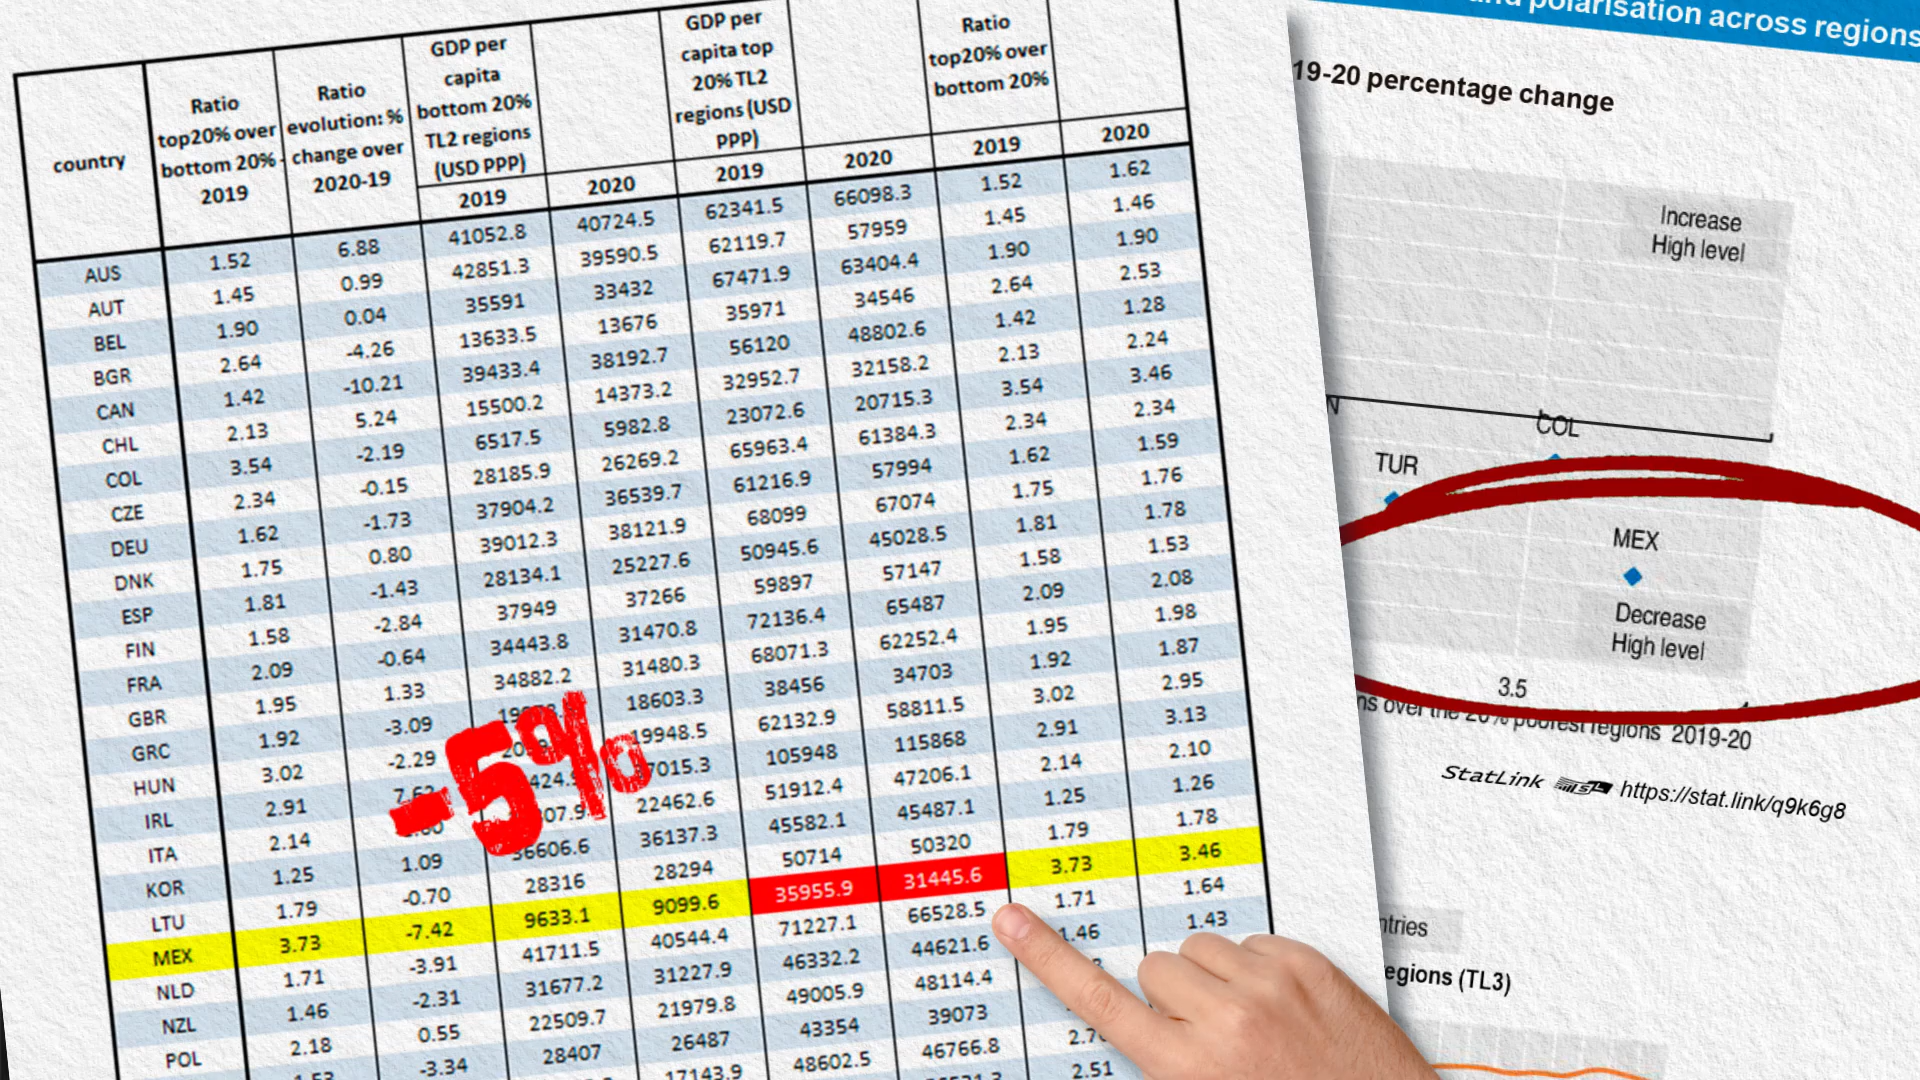 country
Ratio
top20% over
bottom 20% -
2019
Ratio
evolution: %
change over
2020-19
GDP per
capita
bottom 20%
TL2 regions
(USD PPP)
GDP per
capita top
20% TL2
regions (USD
PPP)
Ratio
top20% over
bottom 20%
2019 2020 2019 2020 2019 2020
AUS 1.52 6.88 41052.8 40724.5 62341.5 66098.3 1.52 1.62
AUT 1.45 0.99 42851.3 39590.5 62119.7 57959 1.45 1.46
BEL 1.90 0.04 35591 33432 67471.9 63404.4 1.90 1.90
BGR 2.64 -4.26 13633.5 13676 35971 34546 2.64 2.53
CAN 1.42 -10.21 39433.4 38192.7 56120 48802.6 1.42 1.28
CHL 2.13 5.24 15500.2 14373.2 32952.7 32158.2 2.13 2.24
COL 3.54 -2.19 6517.5 5982.8 23072.6 20715.3 3.54 3.46
CZE 2.34 -0.15 28185.9 26269.2 65963.4 61384.3 2.34 2.34
DEU 1.62 -1.73 37904.2 36539.7 61216.9 57994 1.62 1.59
DNK 1.75 0.80 39012.3 38121.9 68099 67074 1.75 1.76
ESP 1.81 -1.43 28134.1 25227.6 50945.6 45028.5 1.81 1.78
FIN 1.58 -2.84 37949 37266 59897 57147 1.58 1.53
FRA 2.09 -0.64 34443.8 31470.8 72136.4 65487 2.09 2.08
GBR 1.95 1.33 34882.2 31480.3 68071.3 62252.4 1.95 1.98
GRC 1.92 -3.09 18603.3 38456 34703 1.92 1.87
HUN 3.02 -2.29 19948.5 62132.9 58811.5 3.02 2.95
IRL 2.91 105948 115868 2.91 3.13
ITA 2.14 22462.6 51912.4 47206.1 2.14 2.10
KOR 1.25 1.09 36606.6 36137.3 45582.1 45487.1 1.25 1.26
LTU 1.79 -0.70 28316 28294 50714 50320 1.79 1.78
MEX 3.73 -7.42 9633.1 9099.6 35955.9 31445.6 3.73 3.46
NLD 1.71 -3.91 41711.5 40544.4 71227.1 66528.5 1.71 1.64
NZL 1.46 -2.31 31677.2 31227.9 46332.2 44621.6 1.46 1.43
POL 2.18 0.55 22509.7 21979.8 49005.9 48114.4
-3.34 28407 26487 43354 39073
17143.9 48602.5 46766.8
2.51
-5%
polarisation across regions
19-20 percentage change
Increase
High level
COL
TUR
MEX
Decrease
High level
3.5
over the 20% poorest regions 2019-20
StatLink https://stat.link/q9k6g8
(TL3)